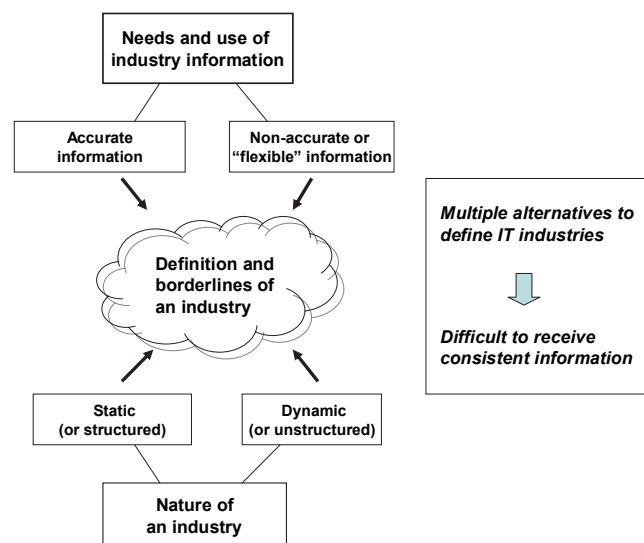 Needs and use of
industry information
Accurate
information
Non-accurate or
“flexible” information
Definition and
borderlines of
an industry
Static
(or structured)
Dynamic
(or unstructured)
Nature of
an industry
Multiple alternatives to
define IT industries
Difficult to receive
consistent information